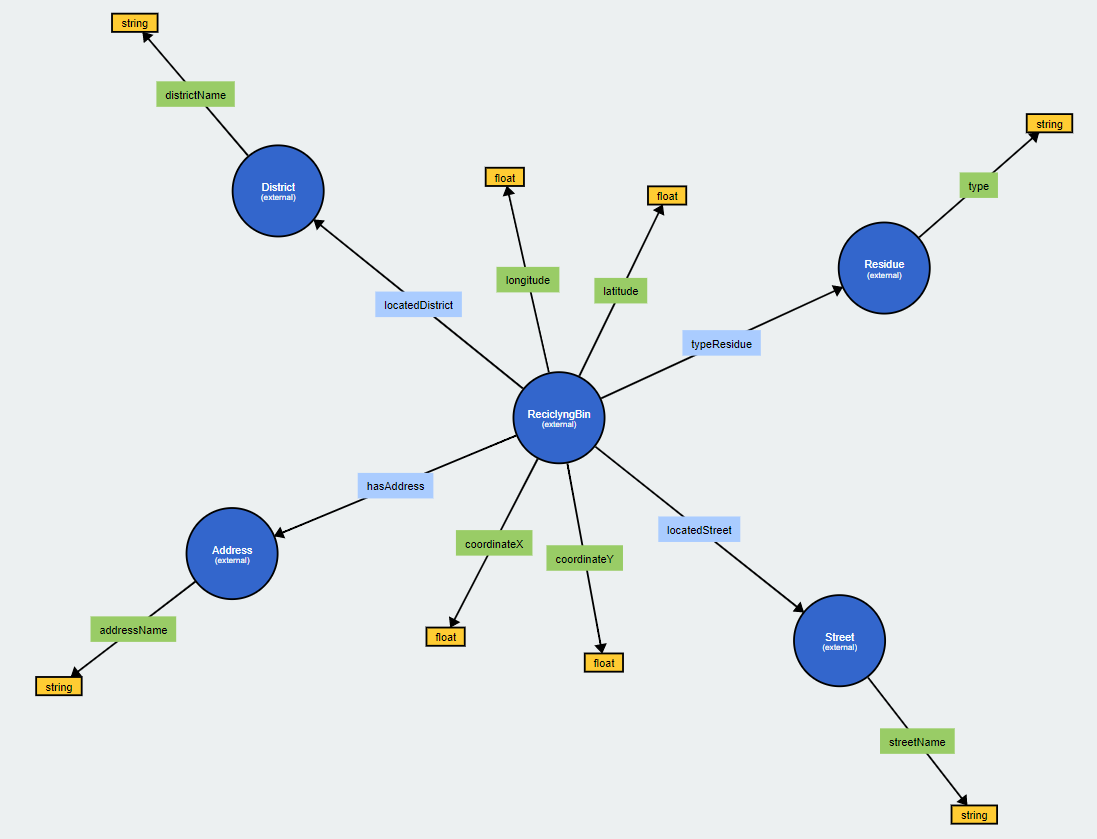 string
districtName
District
(external)
string
type
float
float
longitude
latitude
locatedDistrict
Residue
(external)
typeResidue
ReciclyngBin
(external)
hasAddress
locatedStreet
coordinateX
coordinateY
Address
(external)
addressName
float
float
string
Street
(external)
streetName
string